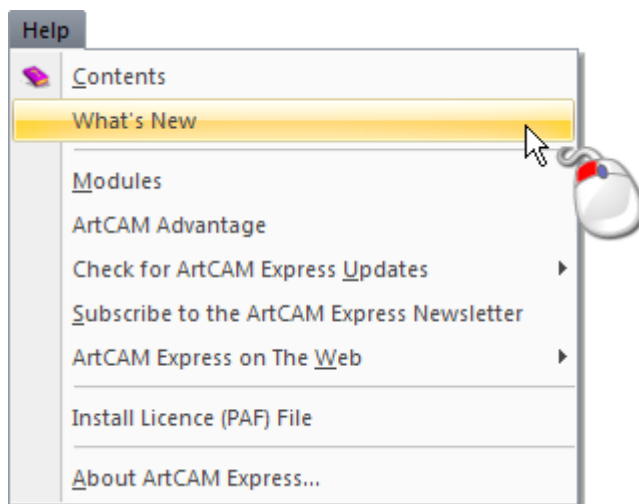 Help
Contents
What's New
Modules
ArtCAM Advantage
Check for ArtCAM Express Updates
Subscribe to the ArtCAM Express Newsletter
ArtCAM Express on The Web
Install Licence (PAF) File
About ArtCAM Express...